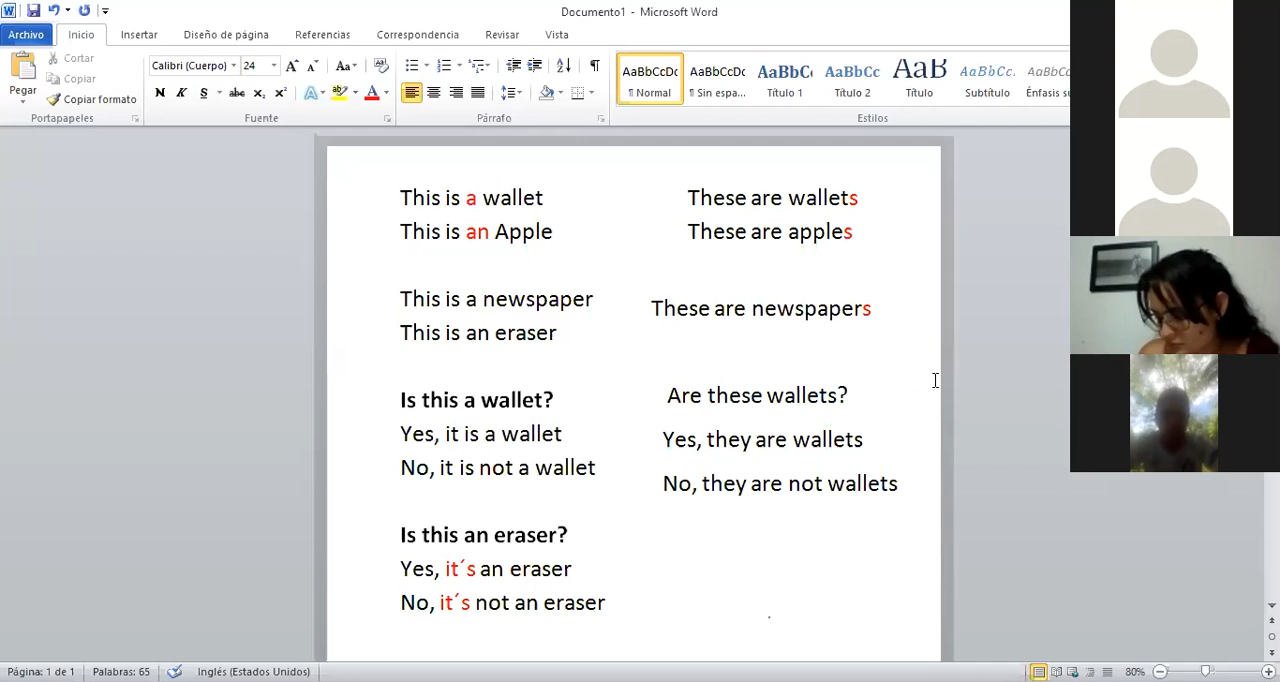 Documento1 - Microsoft Word
Archivo Inicio Insertar Diseño de página Referencias Correspondencia Revisar Vista
Pegar
Cortar
Copiar
Copiar formato
Portapapeles
Calibri (Cuerpo) 24
Fuente
Párrafo
AaBbCcDc AaBbCcDc AaBbC AaBbCc AaB AaBbCc. AaBbCc
¶ Normal ¶ Sin espa... Título 1 Título 2 Título Subtítulo Énfasis
Estilos
This is a wallet
This is an Apple
This is a newspaper
This is an eraser
Is this a wallet?
Yes, it is a wallet
No, it is not a wallet
Is this an eraser?
Yes, it´s an eraser
No, it´s not an eraser
These are wallets
These are apples
These are newspapers
Are these wallets?
Yes, they are wallets
No, they are not wallets
Página: 1 de 1 Palabras: 65 Inglés (Estados Unidos) 80%